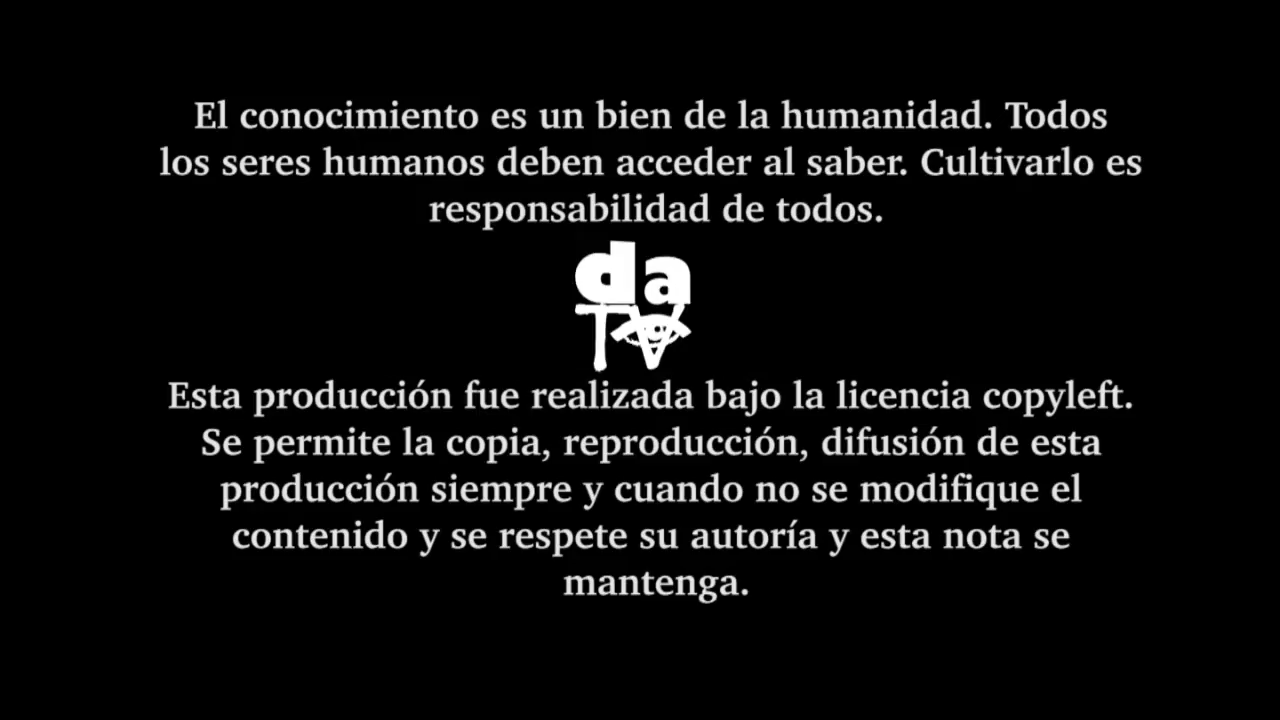 El conocimiento es un bien de la humanidad. Todos
los seres humanos deben acceder al saber. Cultivarlo es
responsabilidad de todos.
da
TV
Esta producción fue realizada bajo la licencia copyleft.
Se permite la copia, reproducción, difusión de esta
producción siempre y cuando no se modifique el
contenido y se respete su autoría y esta nota se
mantenga.